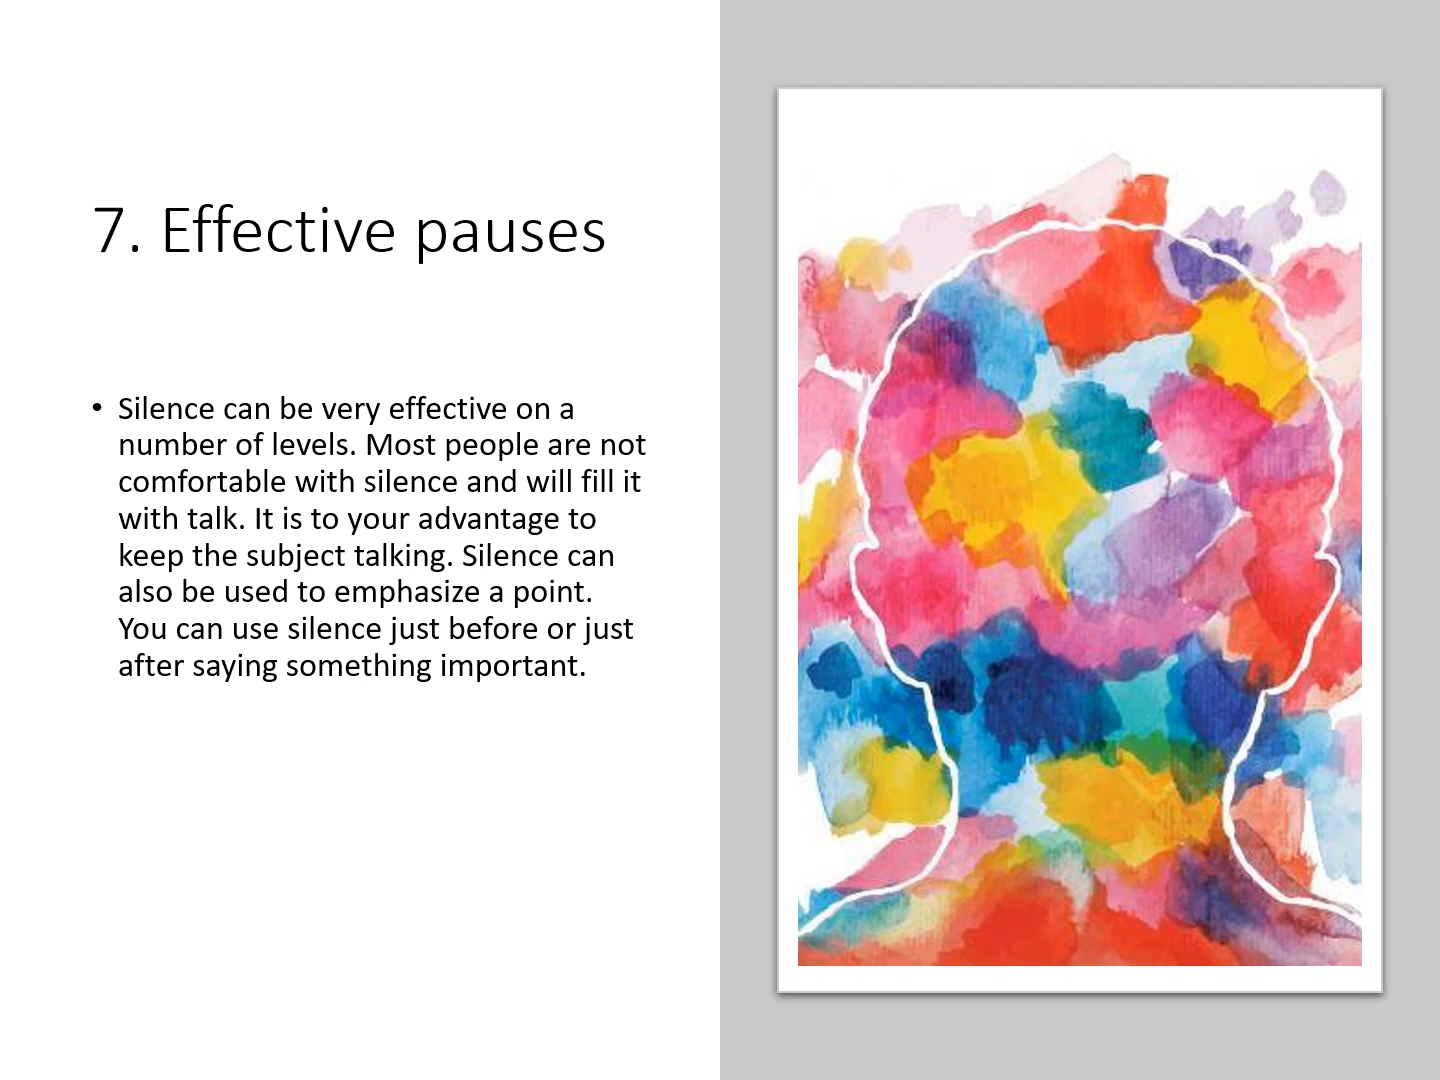 7. Effective pauses
• Silence can be very effective on a
number of levels. Most people are not
comfortable with silence and will fill it
with talk. It is to your advantage to
keep the subject talking. Silence can
also be used to emphasize a point.
You can use silence just before or just
after saying something important.